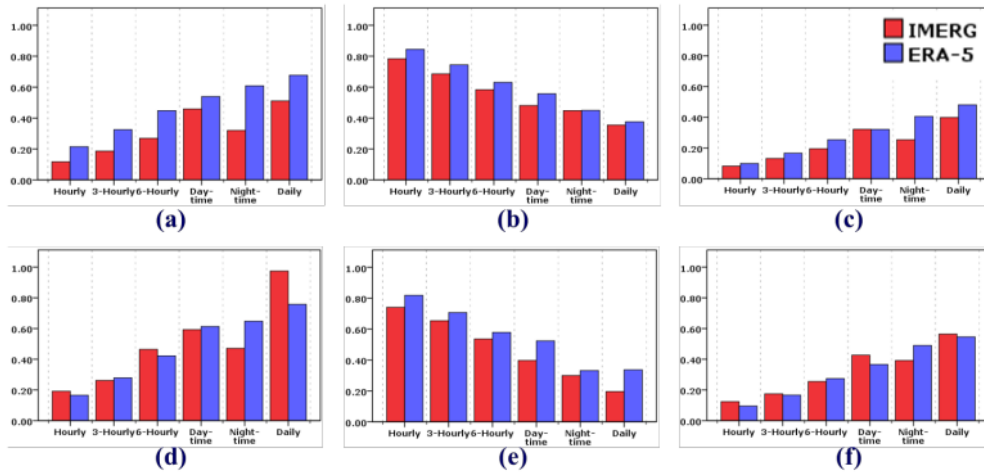 1.00 1.00 1.00 IMERG
0.80 0.80 0.80 ERA-5
0.60 0.60 0.60
0.40 0.40 0.40
0.20 0.20 0.20
0.00 0.00 0.00
Hourly 3-Hourly 6-Hourly Day-time Night-time Daily Hourly 3-Hourly 6-Hourly Day-time Night-time Daily Hourly 3-Hourly 6-Hourly Day-time Night-time Daily
(a) (b) (c)
1.00 1.00 1.00
0.80 0.80 0.80
0.60 0.60 0.60
0.40 0.40 0.40
0.20 0.20 0.20
0.00 0.00 0.00
Hourly 3-Hourly 6-Hourly Day-time Night-time Daily Hourly 3-Hourly 6-Hourly Day-time Night-time Daily Hourly 3-Hourly 6-Hourly Day-time Night-time Daily
(d) (e) (f)